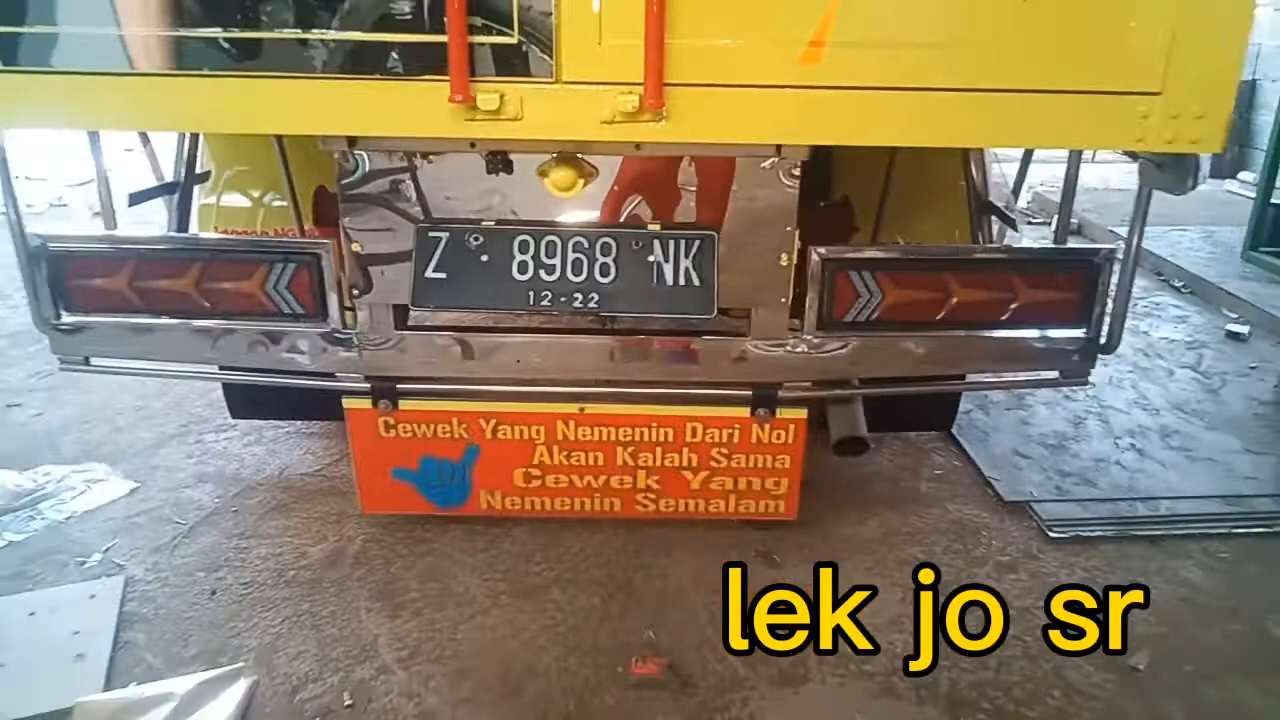 Z 8968 NK
12-22
Cewek Yang Nemenin Dari Nol
Akan Kalah Sama
Cewek Yang
Nemenin Semalam
lek jo sr